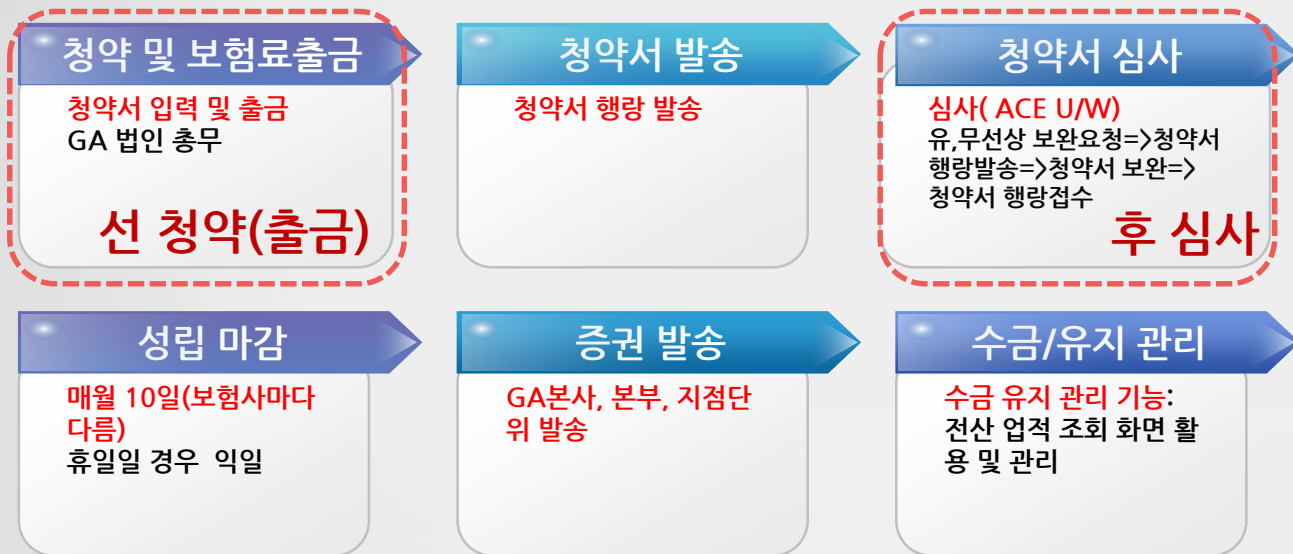 청약 및 보험료출금
청약서 입력 및 출금
GA 법인 총무
선 청약(출금)
청약서 발송
청약서 행랑 발송
청약서 심사
심사( ACE U/W)
유,무선상 보완요청=>청약서
행랑발송=>청약서 보완=>
청약서 행랑접수
후 심사
성립 마감
매월 10일(보험사마다
다름)
휴일일 경우 익일
증권 발송
GA본사, 본부, 지점단
위 발송
수금/유지 관리
수금 유지 관리 기능:
전산 업적 조회 화면 활
용 및 관리